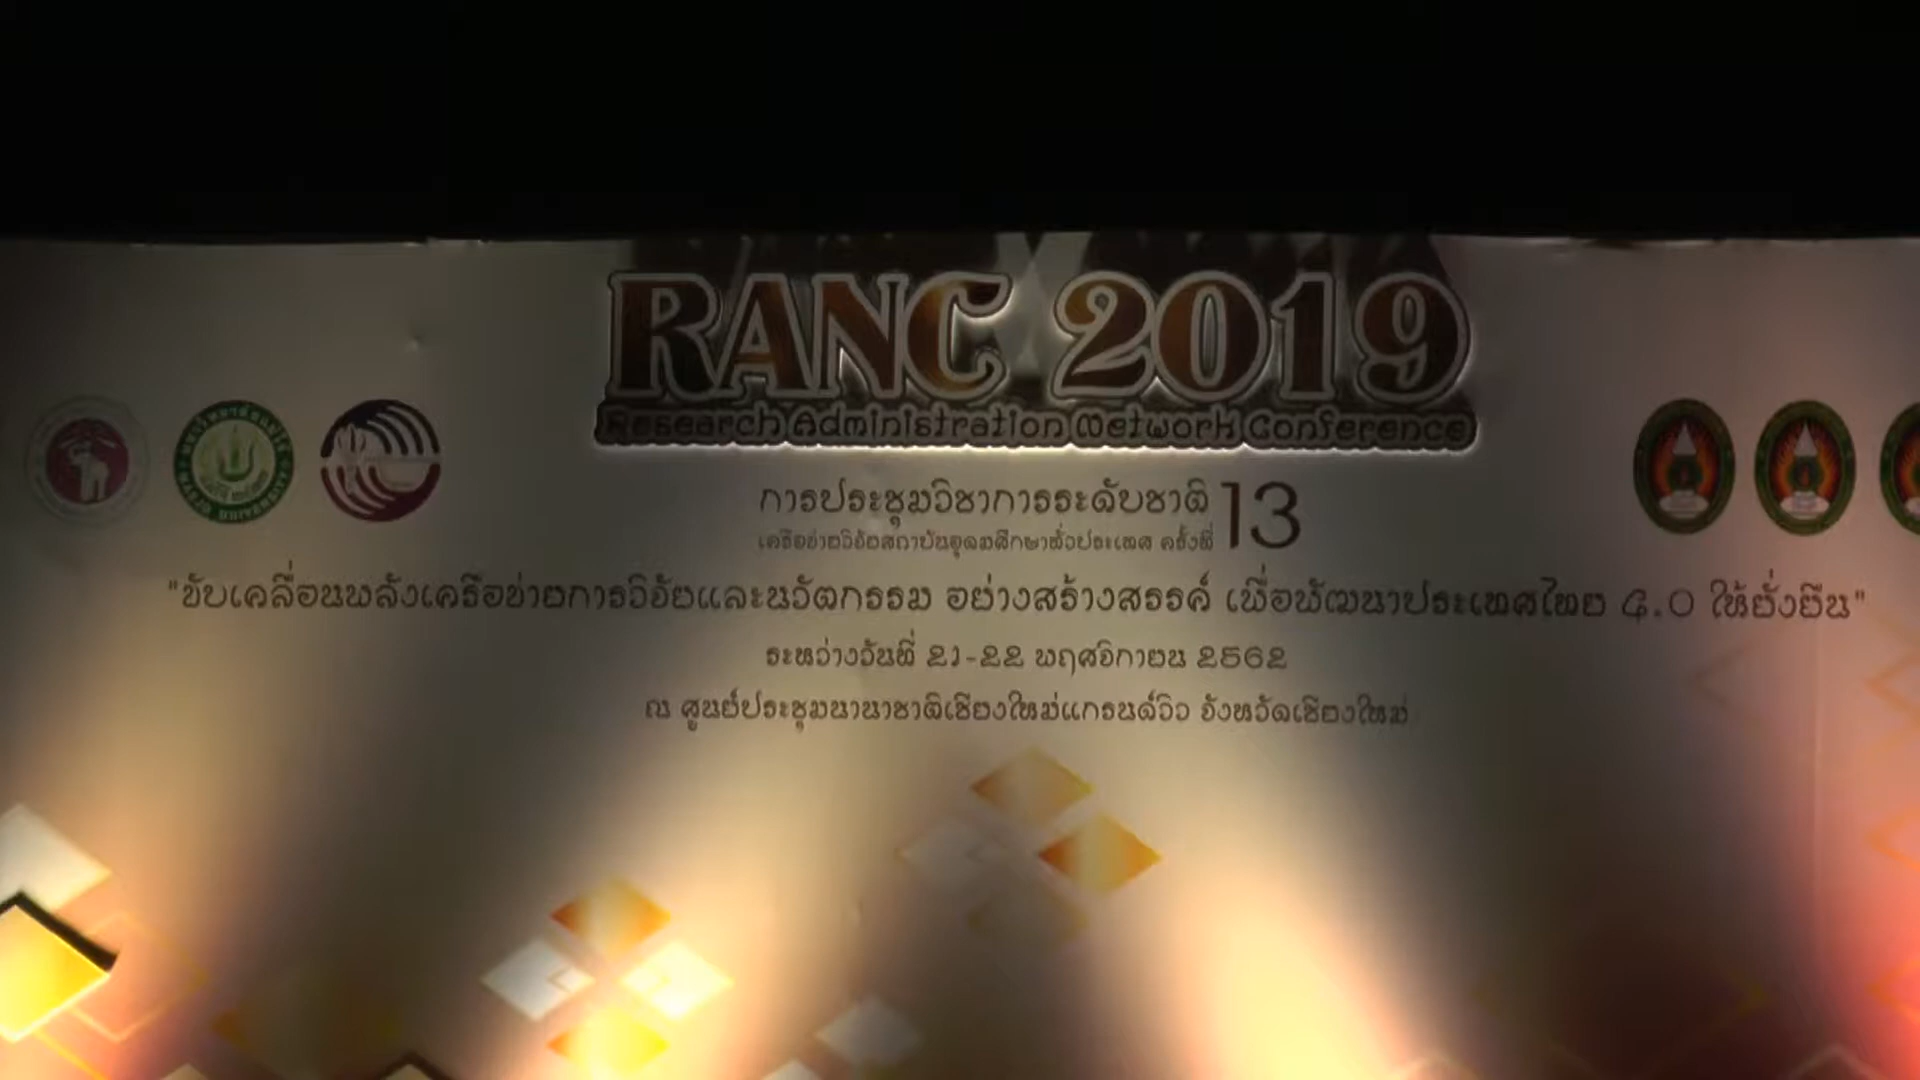 RANC 2019
Research Administration Network Conference
การประชุมวิชาการระดับชาติ
เครือข่ายวิจัยสถาบันอุดมศึกษาทั่วประเทศ ครั้งที่ 13
"ขับเคลื่อนพลังเครือข่ายการวิจัยและนวัตกรรม อย่างสร้างสรรค์ เพื่อพัฒนาประเทศไทย 4.0 ให้ยั่งยืน"
ระหว่างวันที่ 21-22 พฤศจิกายน 2562
ณ ศูนย์ประชุมนานาชาติเชียงใหม่แกรนด์วิว จังหวัดเชียงใหม่